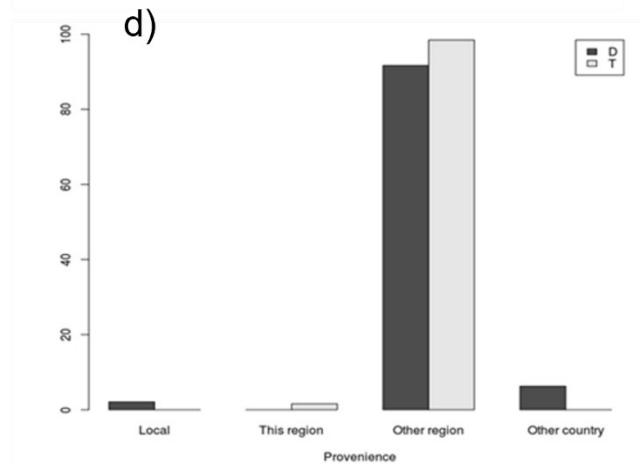 d)
100
80
60
40
20
0
D
T
Local This region Other region Other country
Provenience